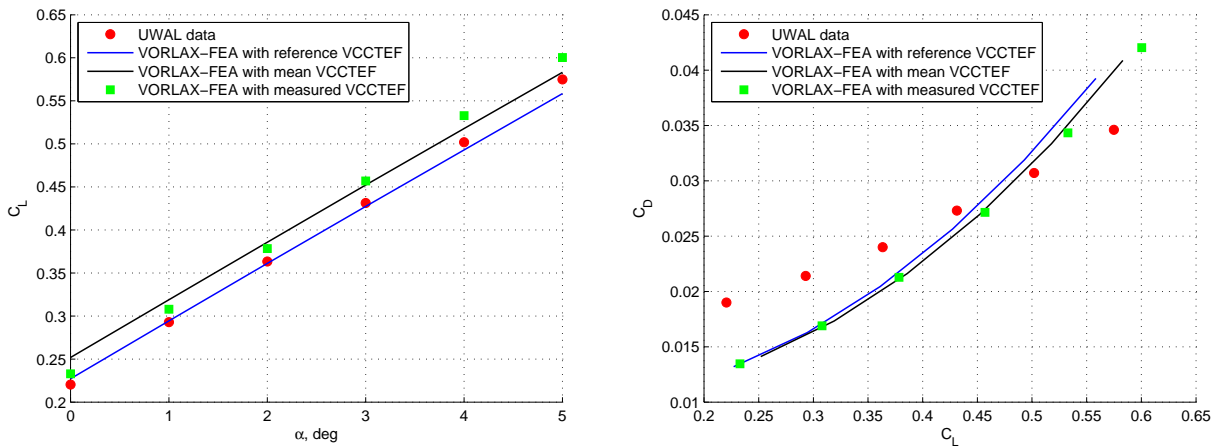 0.65
0.6
0.55
0.5
0.45
0.4
0.35
0.3
0.25
0.2
C_L
UWAL data
VORLAX−FEA with reference VCCTEF
VORLAX−FEA with mean VCCTEF
VORLAX−FEA with measured VCCTEF
0 1 2 3 4 5
α, deg
0.045
0.04
0.035
0.03
0.025
0.02
0.015
0.01
C_D
UWAL data
VORLAX−FEA with reference VCCTEF
VORLAX−FEA with mean VCCTEF
VORLAX−FEA with measured VCCTEF
0.2 0.25 0.3 0.35 0.4 0.45 0.5 0.55 0.6 0.65
C_L